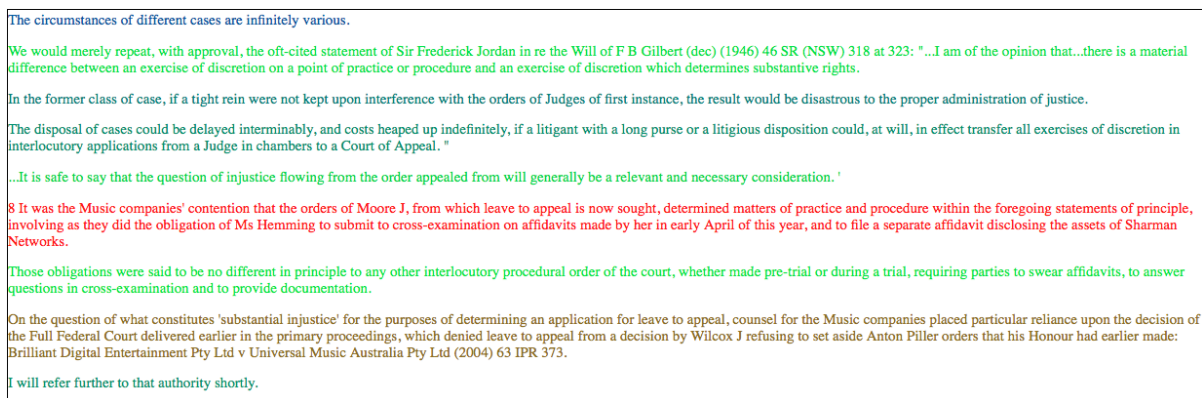 The circumstances of different cases are infinitely various.
We would merely repeat, with approval, the oft-cited statement of Sir Frederick Jordan in re the Will of F B Gilbert (dec) (1946) 46 SR (NSW) 318 at 323: "...I am of the opinion that...there is a material
difference between an exercise of discretion on a point of practice or procedure and an exercise of discretion which determines substantive rights.
In the former class of case, if a tight rein were not kept upon interference with the orders of Judges of first instance, the result would be disastrous to the proper administration of justice.
The disposal of cases could be delayed interminably, and costs heaped up indefinitely, if a litigant with a long purse or a litigious disposition could, at will, in effect transfer all exercises of discretion in
interlocutory applications from a Judge in chambers to a Court of Appeal. "
...It is safe to say that the question of injustice flowing from the order appealed from will generally be a relevant and necessary consideration. '
8 It was the Music companies' contention that the orders of Moore J, from which leave to appeal is now sought, determined matters of practice and procedure within the foregoing statements of principle,
involving as they did the obligation of Ms Hemming to submit to cross-examination on affidavits made by her in early April of this year, and to file a separate affidavit disclosing the assets of Sharman
Networks.
Those obligations were said to be no different in principle to any other interlocutory procedural order of the court, whether made pre-trial or during a trial, requiring parties to swear affidavits, to answer
questions in cross-examination and to provide documentation.
On the question of what constitutes 'substantial injustice' for the purposes of determining an application for leave to appeal, counsel for the Music companies placed particular reliance upon the decision of
the Full Federal Court delivered earlier in the primary proceedings, which denied leave to appeal from a decision by Wilcox J refusing to set aside Anton Piller orders that his Honour had earlier made:
Brilliant Digital Entertainment Pty Ltd v Universal Music Australia Pty Ltd (2004) 63 IPR 373.
I will refer further to that authority shortly.